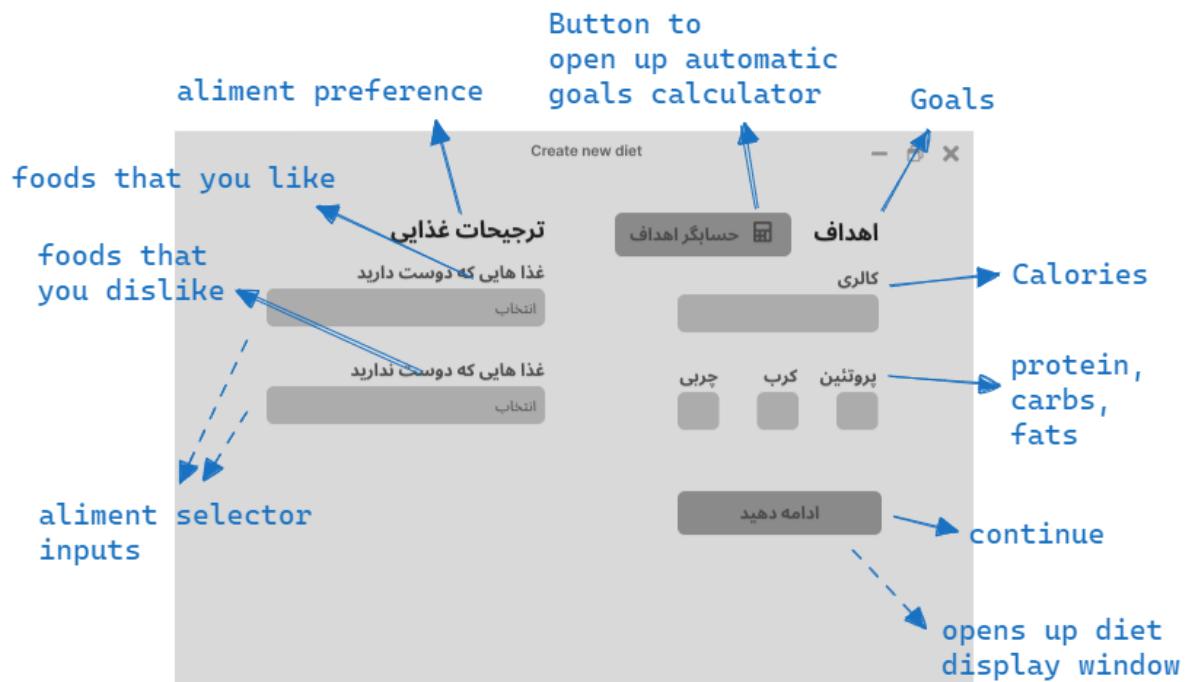 Button to
open up automatic
goals calculator
aliment preference
Goals
Create new diet
foods that you like
ترجیحات غذایی
حسابگر اهداف
اهداف
foods that
you dislike
غذا هایی که دوست دارید
کالری
Calories
انتخاب
غذا هایی که دوست ندارید
پروتئین
کرب
چربی
protein,
carbs,
fats
انتخاب
aliment selector
inputs
ادامه دهید
continue
opens up diet
display window